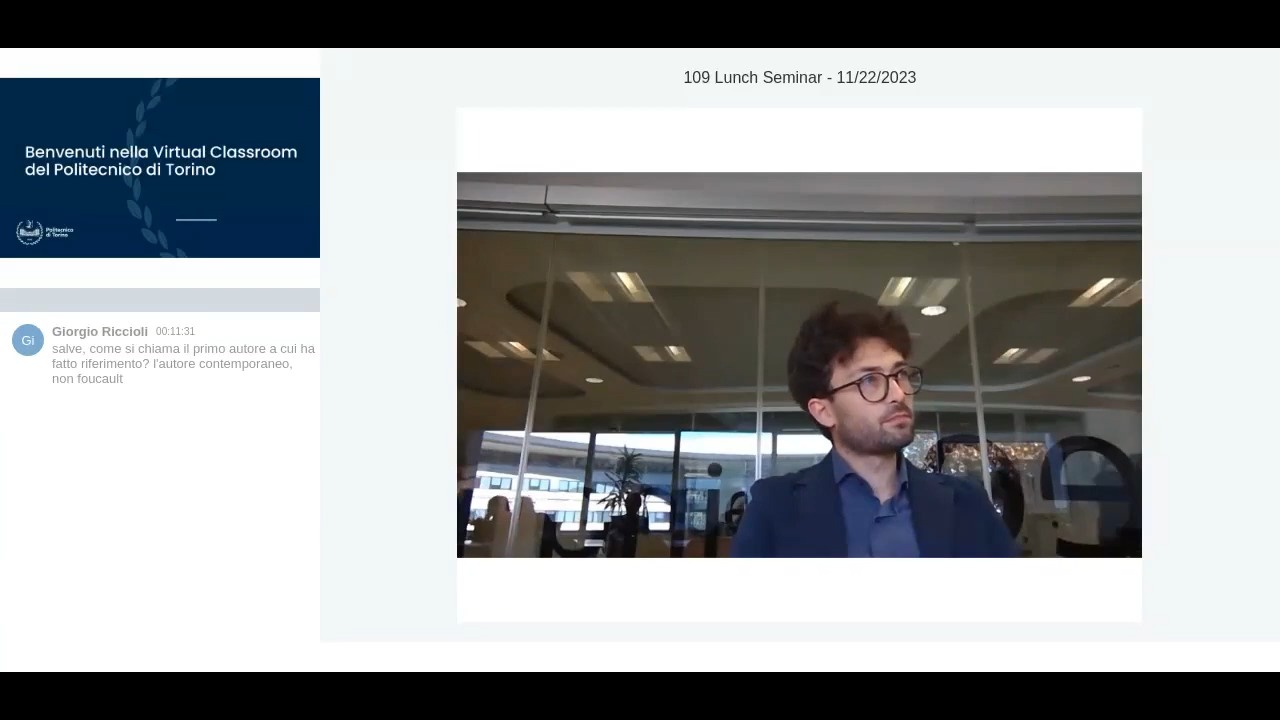 109 Lunch Seminar - 11/22/2023
Benvenuti nella Virtual Classroom
del Politecnico di Torino
Politecnico
di Torino
Gi
Giorgio Riccioli 00:11:31
salve, come si chiama il primo autore a cui ha
fatto riferimento? l'autore contemporaneo,
non foucault